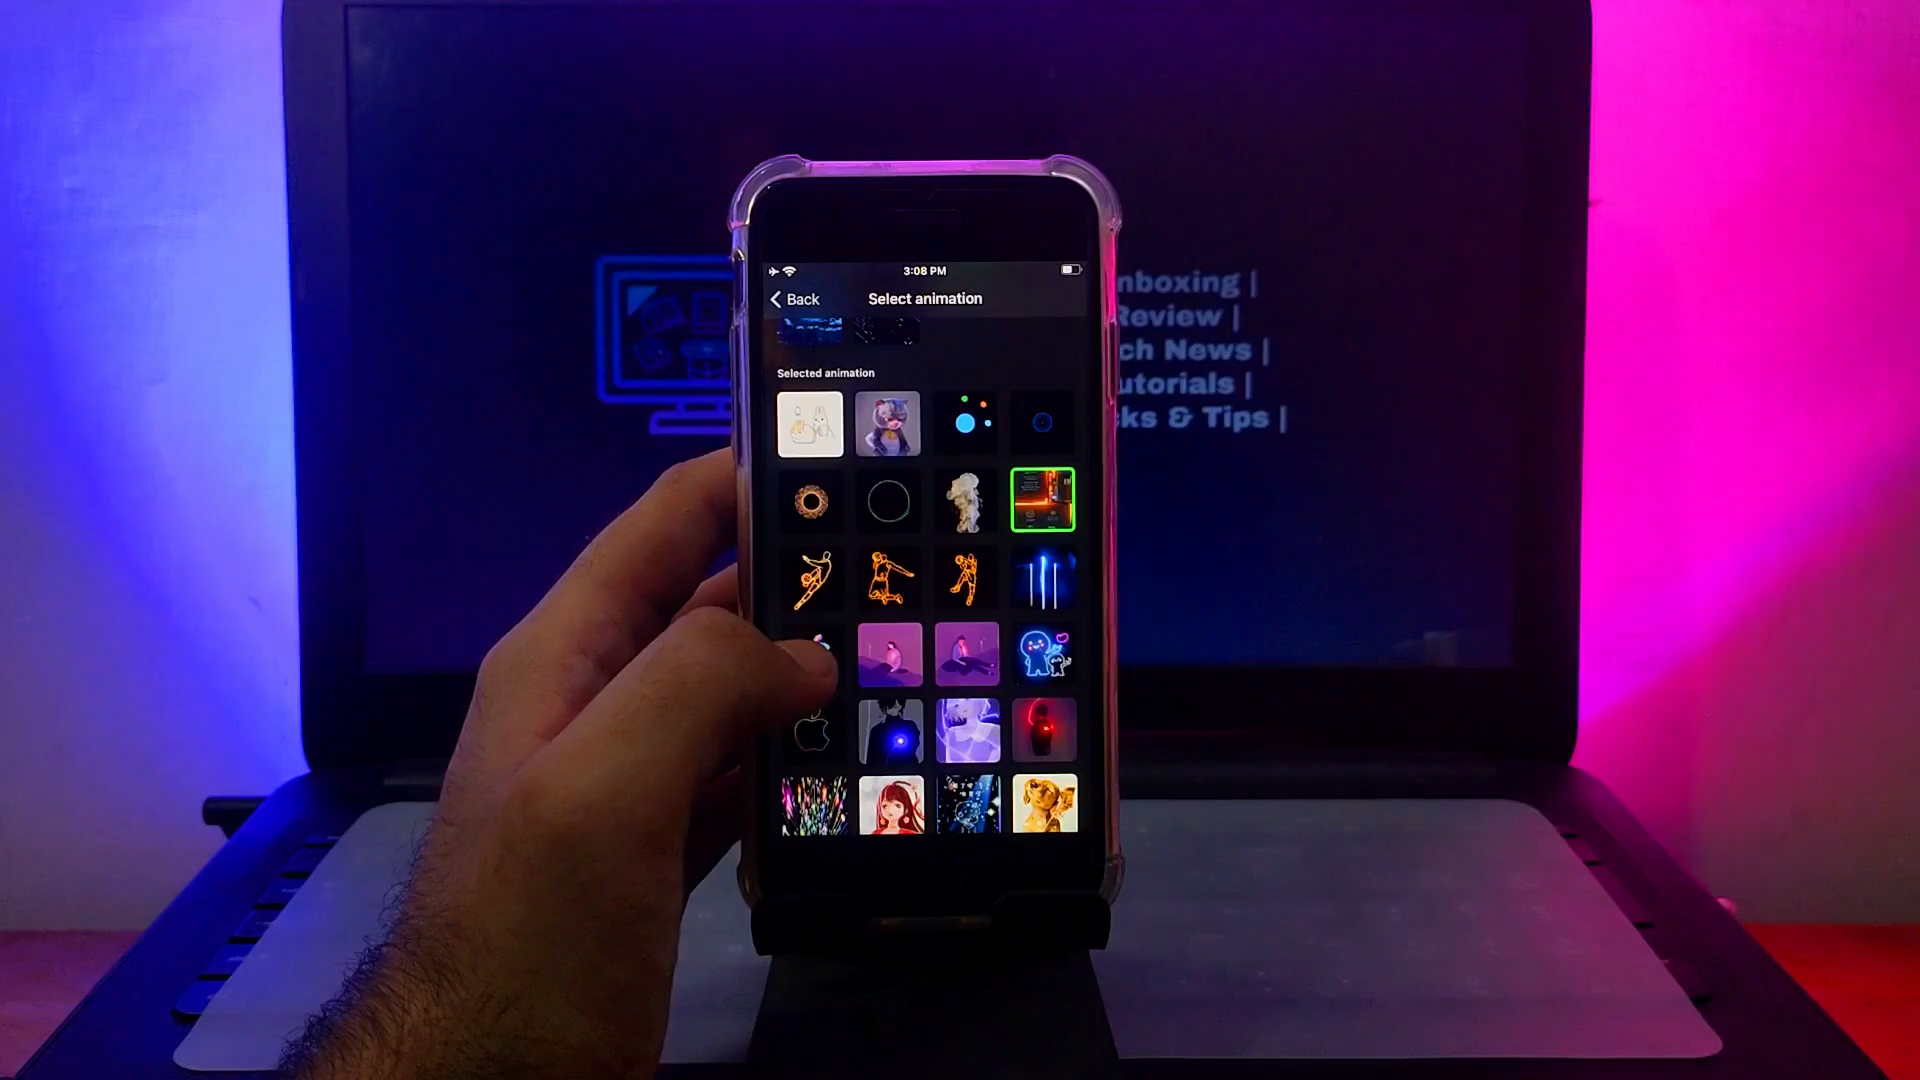 3:08 PM
Back
Select animation
Selected animation
nboxing |
Review |
ch News |
utorials |
ks & Tips |